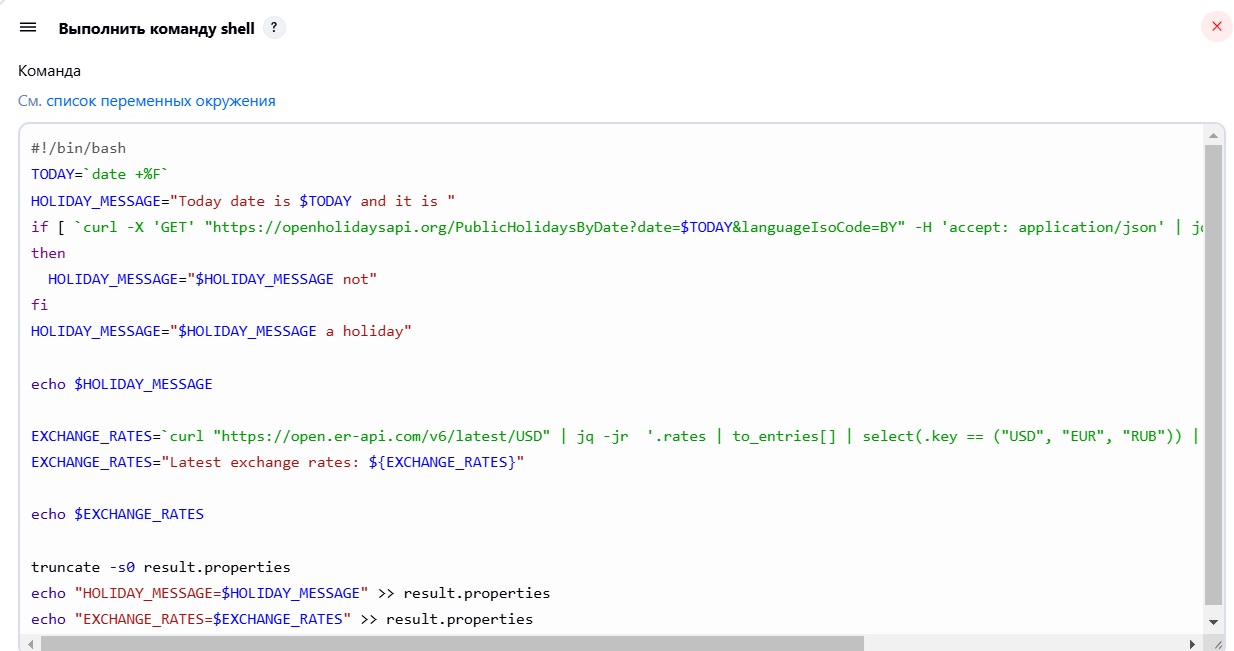 Выполнить команду shell ?
Команда
См. список переменных окружения
#!/bin/bash
TODAY=`date +%F`
HOLIDAY_MESSAGE="Today date is $TODAY and it is "
if [ `curl -X 'GET' "https://openholidaysapi.org/PublicHolidaysByDate?date=$TODAY&languageIsoCode=BY" -H 'accept: application/json' |
then
  HOLIDAY_MESSAGE="$HOLIDAY_MESSAGE not"
fi
HOLIDAY_MESSAGE="$HOLIDAY_MESSAGE a holiday"
echo $HOLIDAY_MESSAGE
EXCHANGE_RATES=`curl "https://open.er-api.com/v6/latest/USD" | jq -jr  '.rates | to_entries[] | select(.key == ("USD", "EUR", "RUB")) |
EXCHANGE_RATES="Latest exchange rates: ${EXCHANGE_RATES}"
echo $EXCHANGE_RATES
truncate -s0 result.properties
echo "HOLIDAY_MESSAGE=$HOLIDAY_MESSAGE" >> result.properties
echo "EXCHANGE_RATES=$EXCHANGE_RATES" >> result.properties